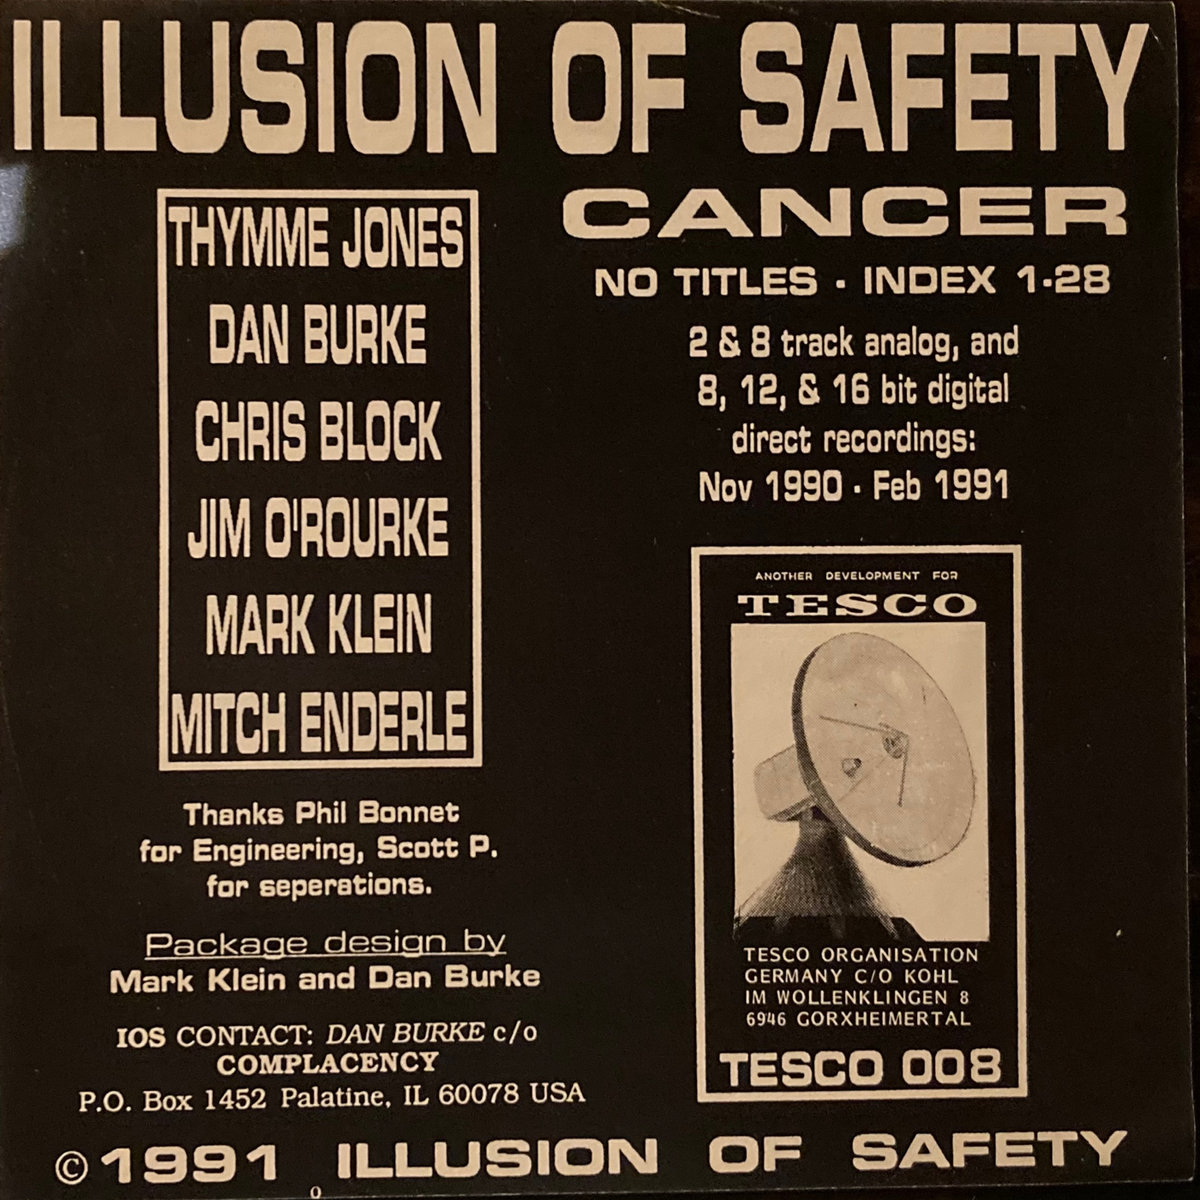 ILLUSION OF SAFETY
THYMME JONES
DAN BURKE
CHRIS BLOCK
JIM O'ROURKE
MARK KLEIN
MITCH ENDERLE
Thanks Phil Bonnet
for Engineering, Scott P.
for seperations.
Package design by
Mark Klein and Dan Burke
IOS CONTACT: DAN BURKE c/o
COMPLACENCY
P.O. Box 1452 Palatine, IL 60078 USA
CANCER
NO TITLES · INDEX 1-28
2 & 8 track analog, and
8, 12, & 16 bit digital
direct recordings:
Nov 1990 · Feb 1991
ANOTHER DEVELOPMENT FOR
TESCO
TESCO ORGANISATION
GERMANY C/O KOHL
IM WOLLENKLINGEN 8
6946 GORXHEIMERTAL
TESCO 008
© 1991 ILLUSION OF SAFETY
0